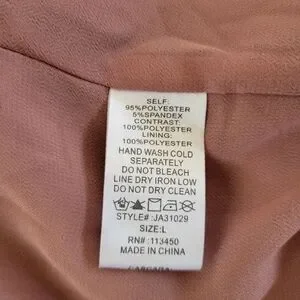 SELF:
95%POLYESTER
5%SPANDEX
CONTRAST:
100%POLYESTER
LINING:
100%POLYESTER
HAND WASH COLD
SEPARATELY
DO NOT BLEACH
LINE DRY IRON LOW
DO NOT DRY CLEAN
STYLE#:JA31029
SIZE:L
RN#:113450
MADE IN CHINA